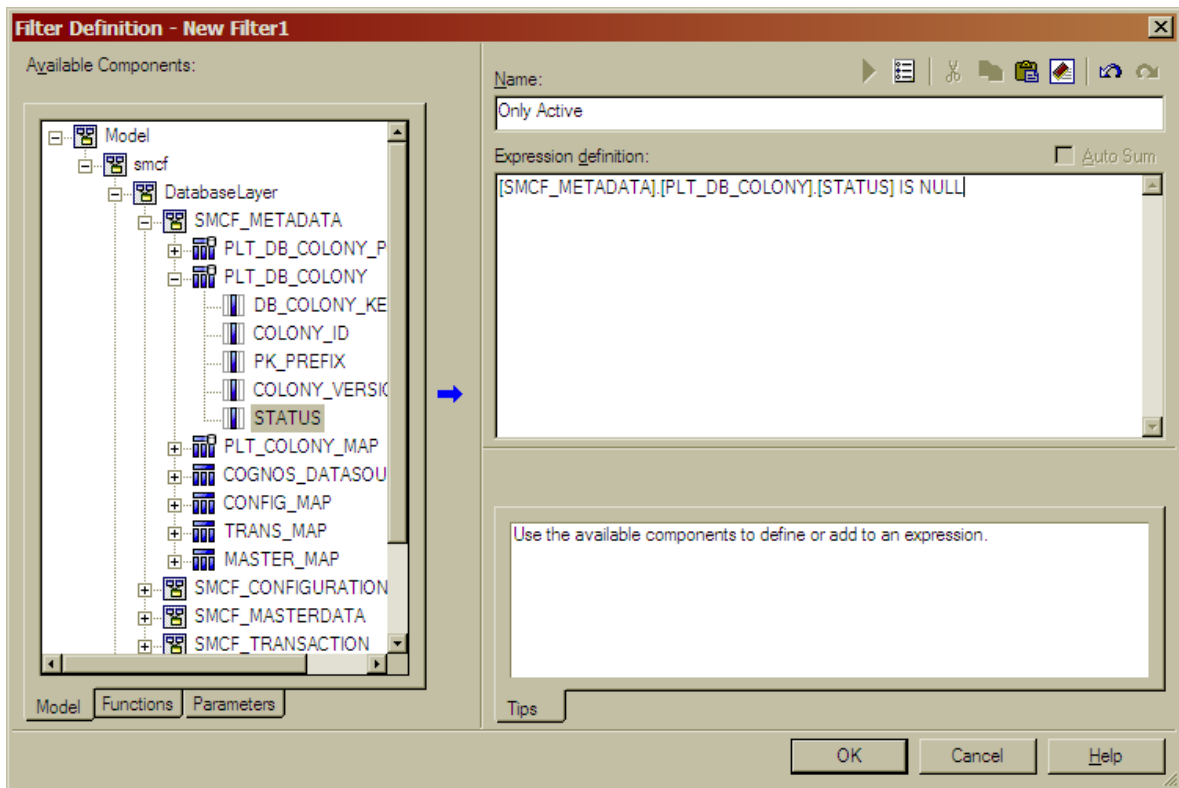 Filter Definition - New Filter1
Available Components:
Model
smcf
DatabaseLayer
SMCF_METADATA
PLT_DB_COLONY_P
PLT_DB_COLONY
DB_COLONY_KE
COLONY_ID
PK_PREFIX
COLONY_VERSIO
STATUS
PLT_COLONY_MAP
COGNOS_DATASOU
CONFIG_MAP
TRANS_MAP
MASTER_MAP
SMCF_CONFIGURATION
SMCF_MASTERDATA
SMCF_TRANSACTION
Model Functions Parameters
Name:
Only Active
Expression definition:
Auto Sum
[SMCF_METADATA].[PLT_DB_COLONY].[STATUS] IS NULL
Use the available components to define or add to an expression.
Tips
OK Cancel Help